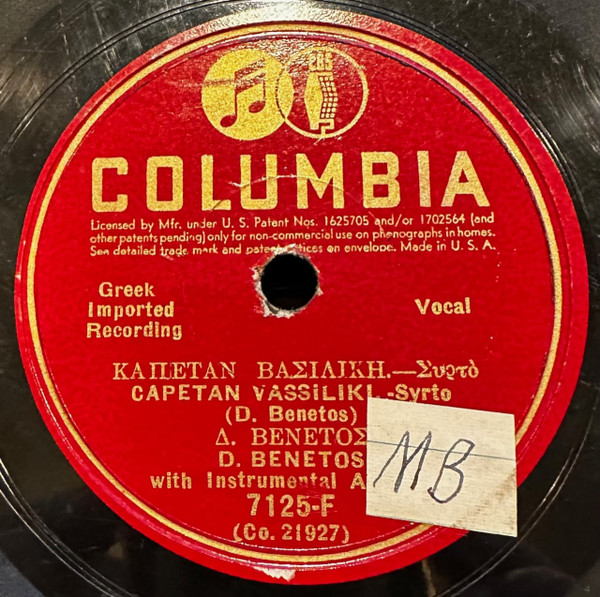 CBS
COLUMBIA
Licensed by Mfr. under U. S. Patent Nos. 1625705 and/or 1702564 (and
other patents pending) only for non-commercial use on phonographs in homes.
See detailed trade mark and patent notices on envelope. Made in U. S. A.
Greek
Imported
Recording
Vocal
ΚΑΠΕΤΑΝ ΒΑΣΙΛΙΚΗ.—Συρτὸ
CAPETAN VASSILIKI.-Syrto
(D. Benetos)
Δ. ΒΕΝΕΤΟΣ
D. BENETOS
with Instrumental
7125-F
(Co. 21927)
MB